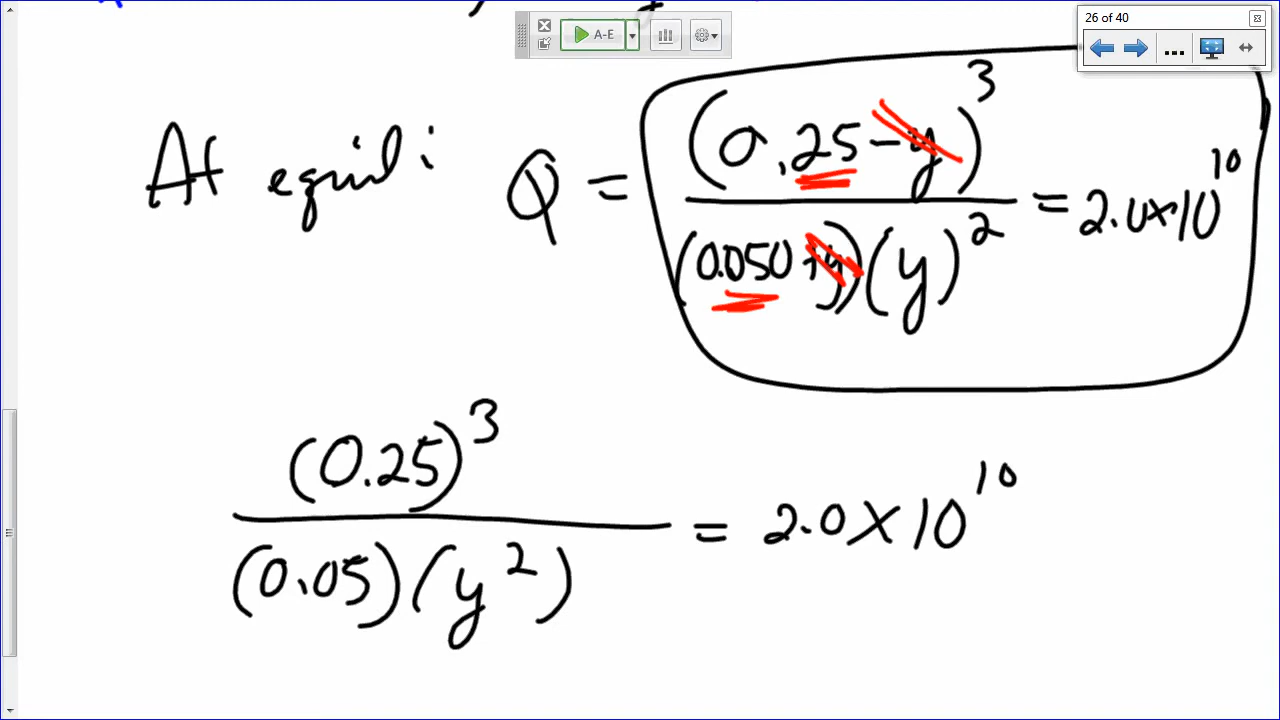 26 of 40
A-E
At equil: Q = (0.25 - y)^3 / (0.050 + y)(y)^2 = 2.0 × 10^10
(0.25)^3 / (0.05)(y^2) = 2.0 × 10^10